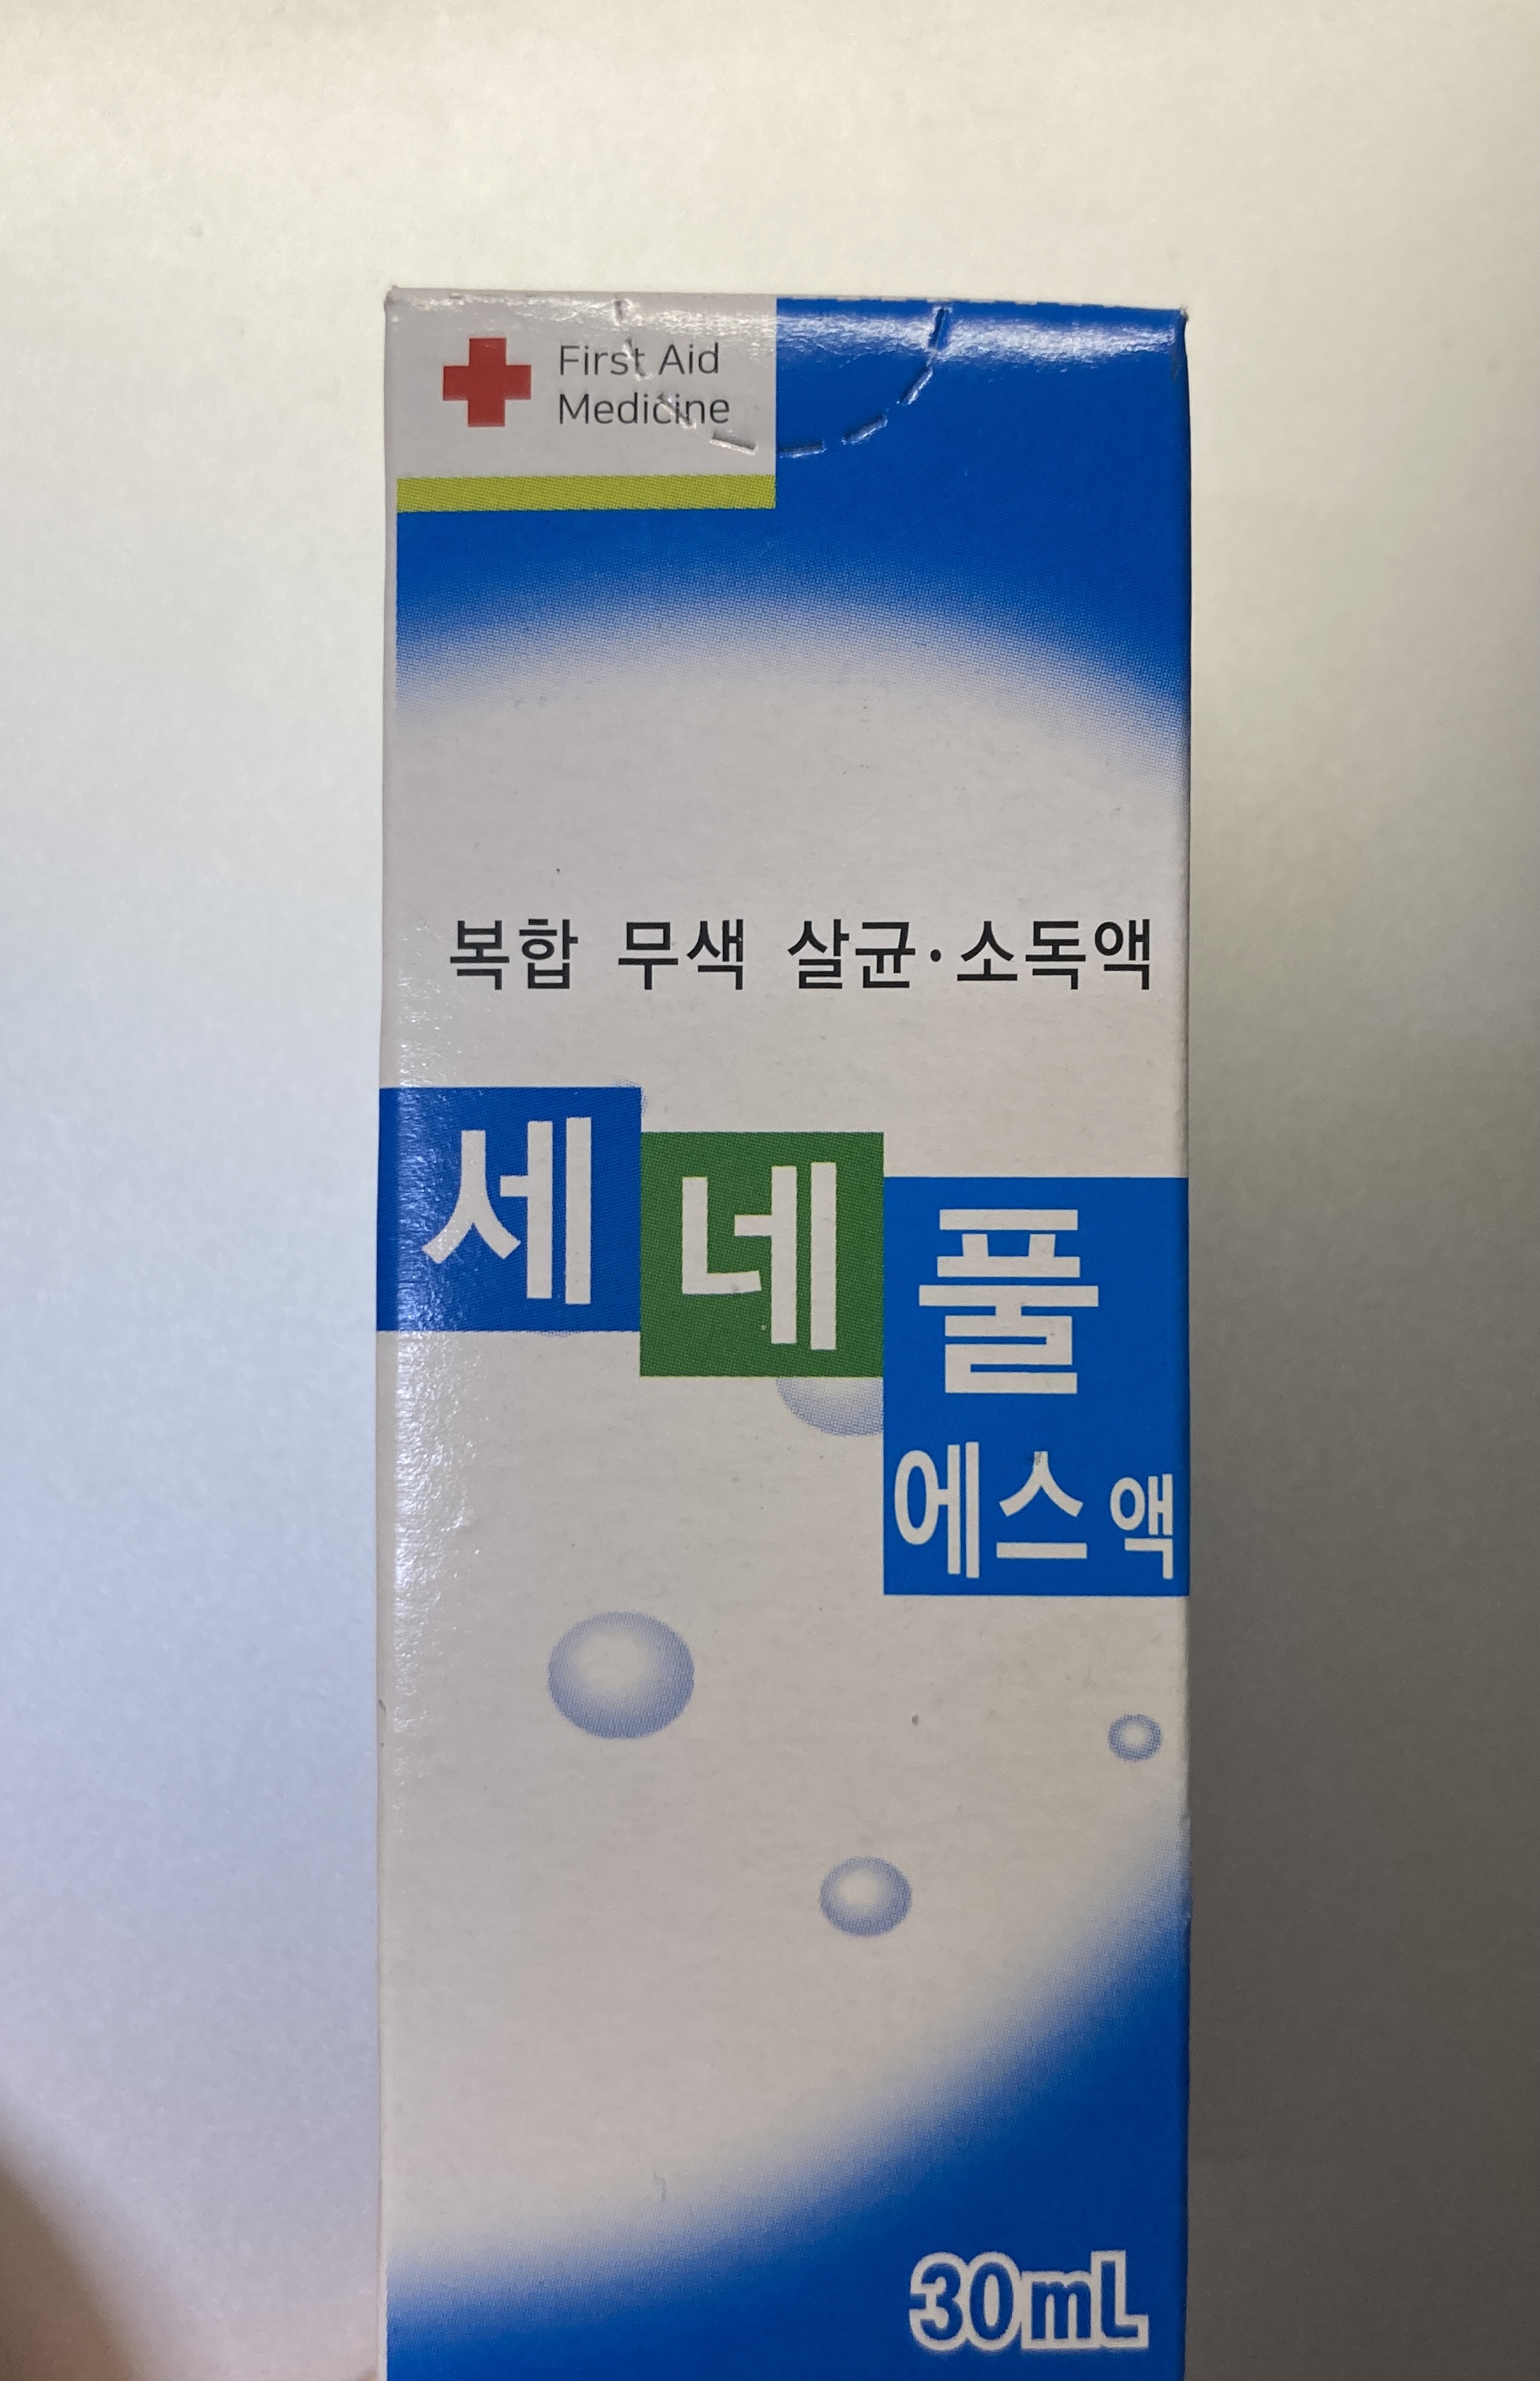 First Aid
Medicine
복합 무색 살균·소독액
세네풀
에스액
30mL